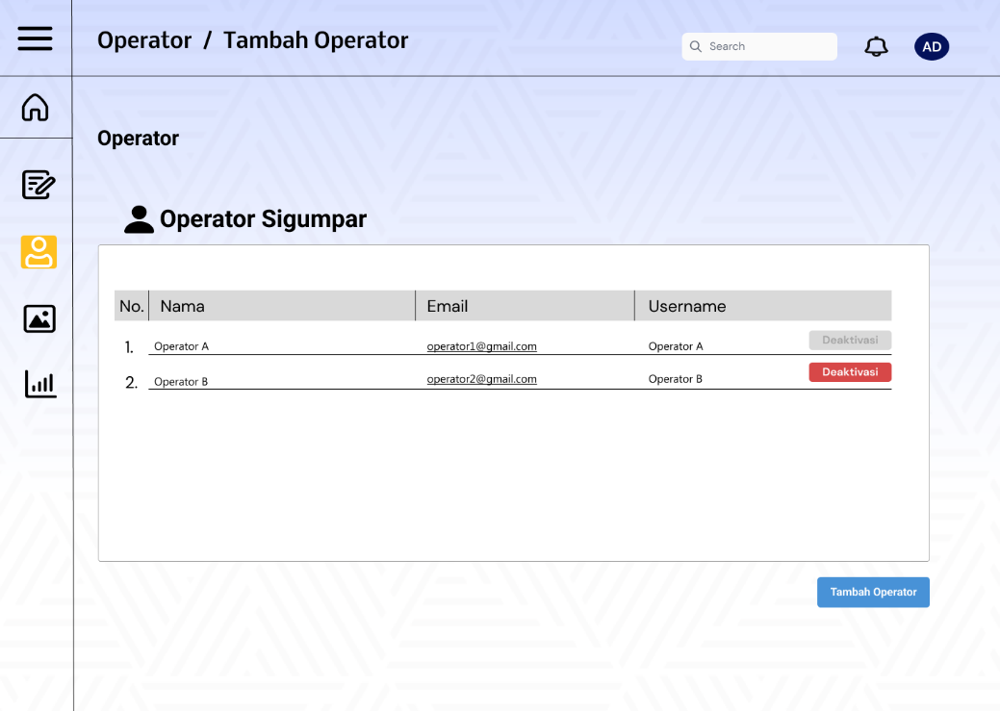 Operator / Tambah Operator
Search
AD
Operator
Operator Sigumpar
No. Nama Email Username
1. Operator A operator1@gmail.com Operator A Deaktivasi
2. Operator B operator2@gmail.com Operator B Deaktivasi
Tambah Operator